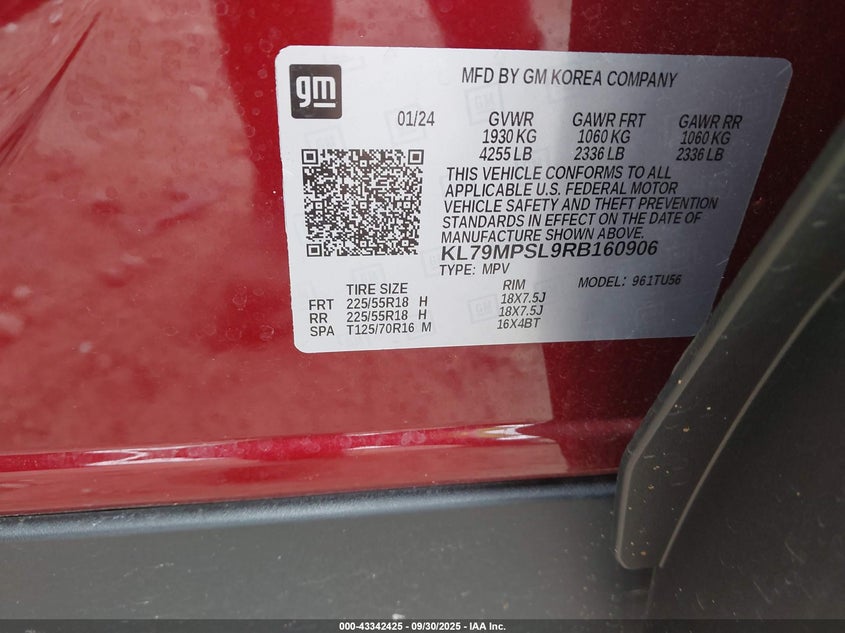 gm
MFD BY GM KOREA COMPANY
01/24 GVWR GAWR FRT GAWR RR
1930 KG 1060 KG 1060 KG
4255 LB 2336 LB 2336 LB
THIS VEHICLE CONFORMS TO ALL
APPLICABLE U.S. FEDERAL MOTOR
VEHICLE SAFETY AND THEFT PREVENTION
STANDARDS IN EFFECT ON THE DATE OF
MANUFACTURE SHOWN ABOVE.
KL79MPSL9RB160906
TYPE: MPV MODEL: 961TU56
TIRE SIZE RIM
FRT 225/55R18 H 18X7.5J
RR 225/55R18 H 18X7.5J
SPA T125/70R16 M 16X4BT
000-43342425 - 09/30/2025 - IAA Inc.